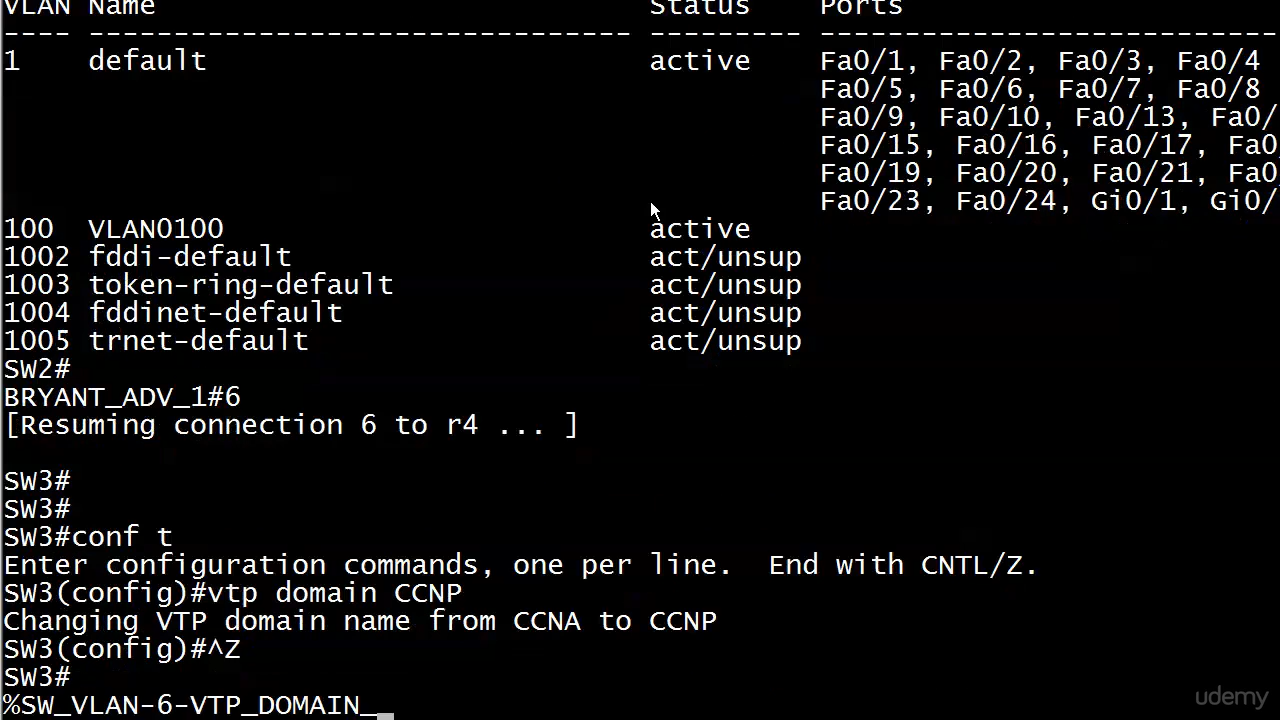 VLAN Name Status Ports
---- -------------------------------- --------- ---------------------------
1 default active Fa0/1, Fa0/2, Fa0/3, Fa0/4
Fa0/5, Fa0/6, Fa0/7, Fa0/8
Fa0/9, Fa0/10, Fa0/13, Fa0/
Fa0/15, Fa0/16, Fa0/17, Fa0
Fa0/19, Fa0/20, Fa0/21, Fa0
Fa0/23, Fa0/24, Gi0/1, Gi0/
100 VLAN0100 active
1002 fddi-default act/unsup
1003 token-ring-default act/unsup
1004 fddinet-default act/unsup
1005 trnet-default act/unsup
SW2#
BRYANT_ADV_1#6
[Resuming connection 6 to r4 ... ]
SW3#
SW3#
SW3#conf t
Enter configuration commands, one per line. End with CNTL/Z.
SW3(config)#vtp domain CCNP
Changing VTP domain name from CCNA to CCNP
SW3(config)#^Z
SW3#
%SW_VLAN-6-VTP_DOMAIN_
udemy